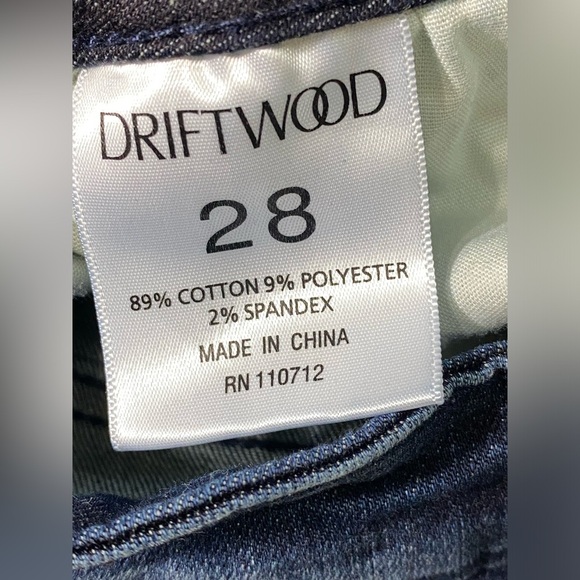 DRIFTWOOD
28
89% COTTON 9% POLYESTER
2% SPANDEX
MADE IN CHINA
RN 110712